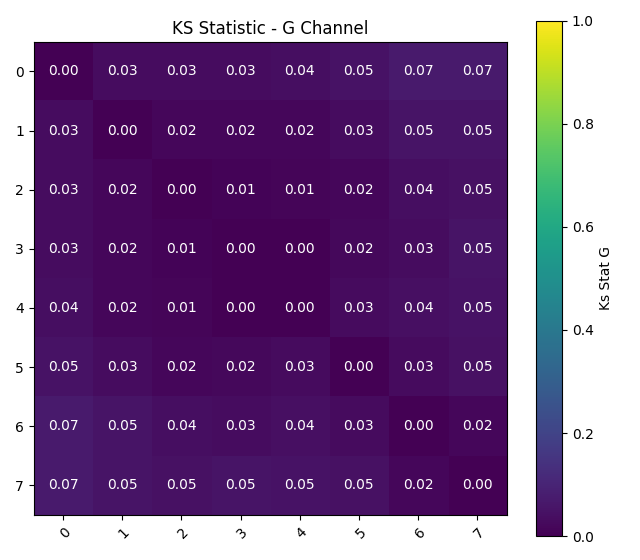 KS Statistic - G Channel
0 0.00 0.03 0.03 0.03 0.04 0.05 0.07 0.07
1 0.03 0.00 0.02 0.02 0.02 0.03 0.05 0.05
2 0.03 0.02 0.00 0.01 0.01 0.02 0.04 0.05
3 0.03 0.02 0.01 0.00 0.00 0.02 0.03 0.05
4 0.04 0.02 0.01 0.00 0.00 0.03 0.04 0.05
5 0.05 0.03 0.02 0.02 0.03 0.00 0.03 0.05
6 0.07 0.05 0.04 0.03 0.04 0.03 0.00 0.02
7 0.07 0.05 0.05 0.05 0.05 0.05 0.02 0.00
0 1 2 3 4 5 6 7
1.0
0.8
0.6
0.4
0.2
0.0
Ks Stat G